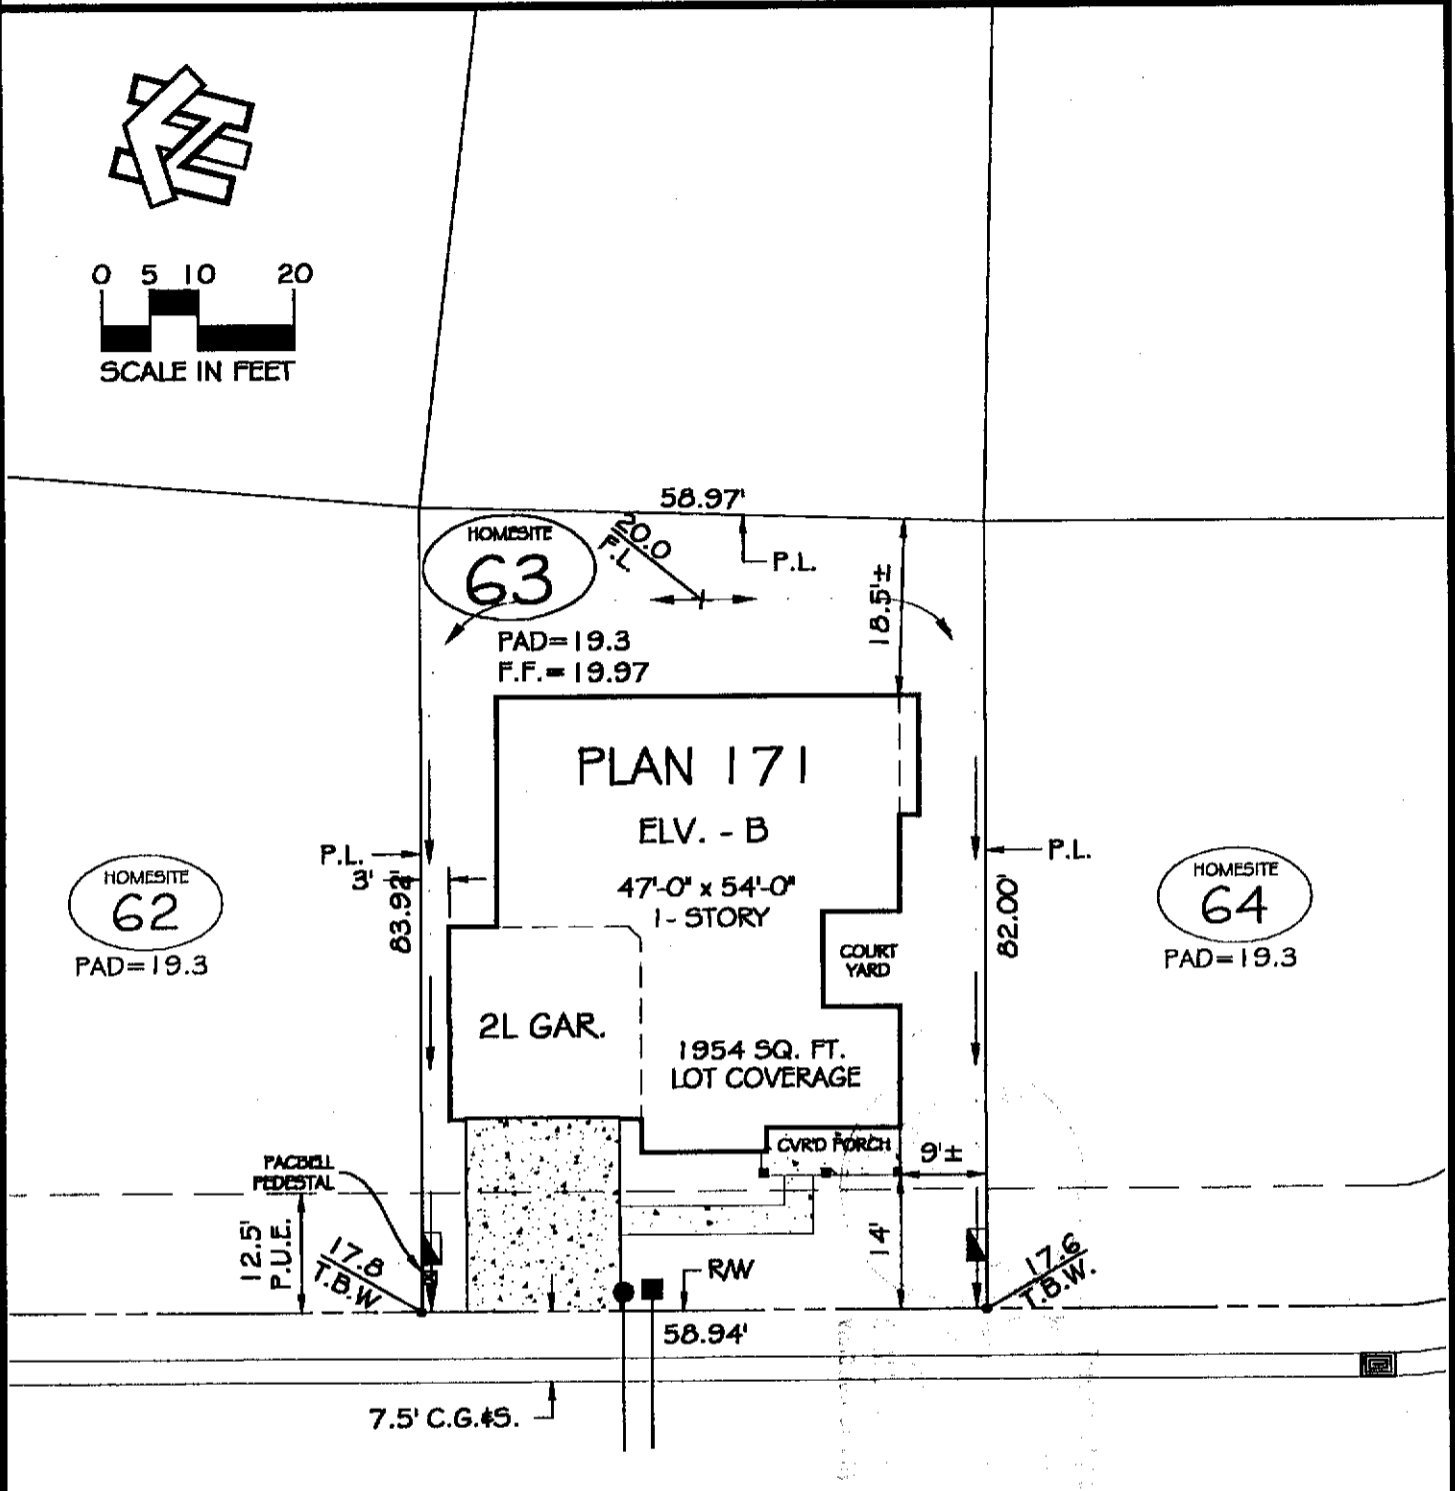 0 5 10 20
SCALE IN FEET
58.97'
HOMESITE
63
20.0
F.L
P.L.
18.5'±
PAD=19.3
F.F.=19.97
PLAN 171
ELV. - B
47'-0" x 54'-0"
1- STORY
P.L.
3'
83.92'
P.L.
82.00'
HOMESITE
62
PAD=19.3
HOMESITE
64
PAD=19.3
COURT
YARD
2L GAR.
1954 SQ. FT.
LOT COVERAGE
CVR'D PORCH
9'±
PACBELL
PEDESTAL
12.5'
P.U.E.
17.8
T.B.W
14'
R/W
17.6
T.B.W.
58.94'
7.5' C.G.&S.